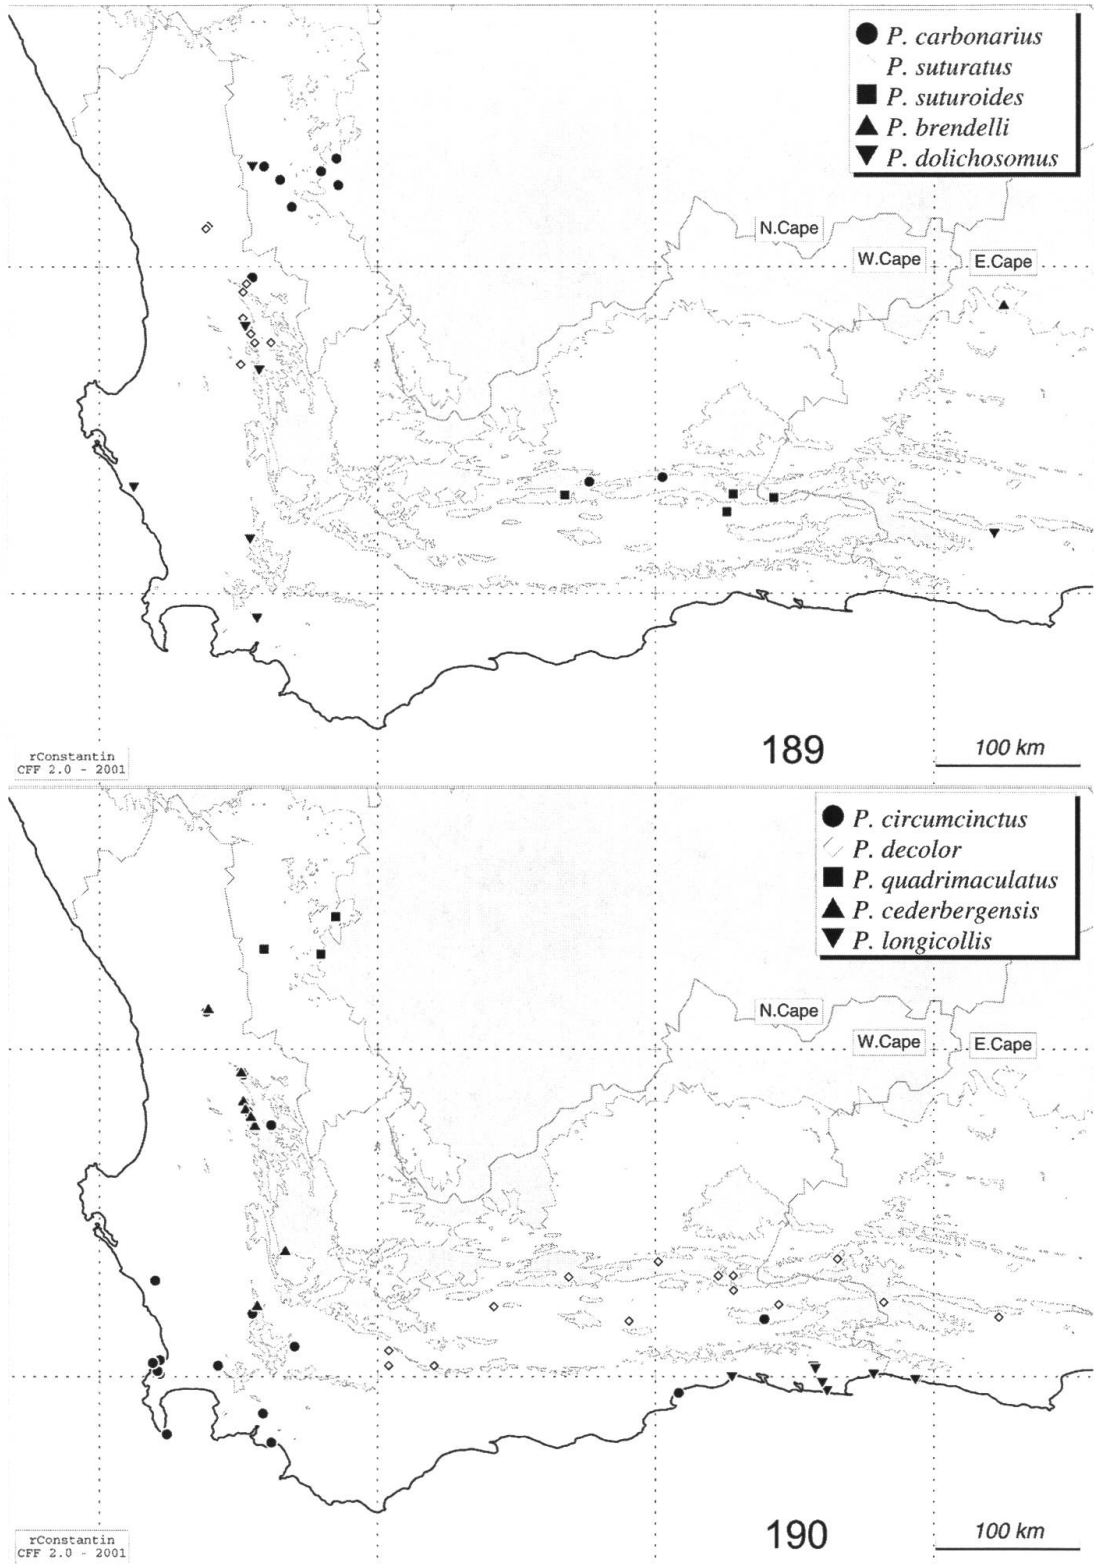 P. carbonarius
P. suturatus
P. suturoides
P. brendelli
P. dolichosomus
N.Cape
W.Cape
E.Cape
189
100 km
rConstantin
CFF 2.0 - 2001
P. circumcinctus
P. decolor
P. quadrimaculatus
P. cederbergensis
P. longicollis
N.Cape
W.Cape
E.Cape
190
100 km
rConstantin
CFF 2.0 - 2001